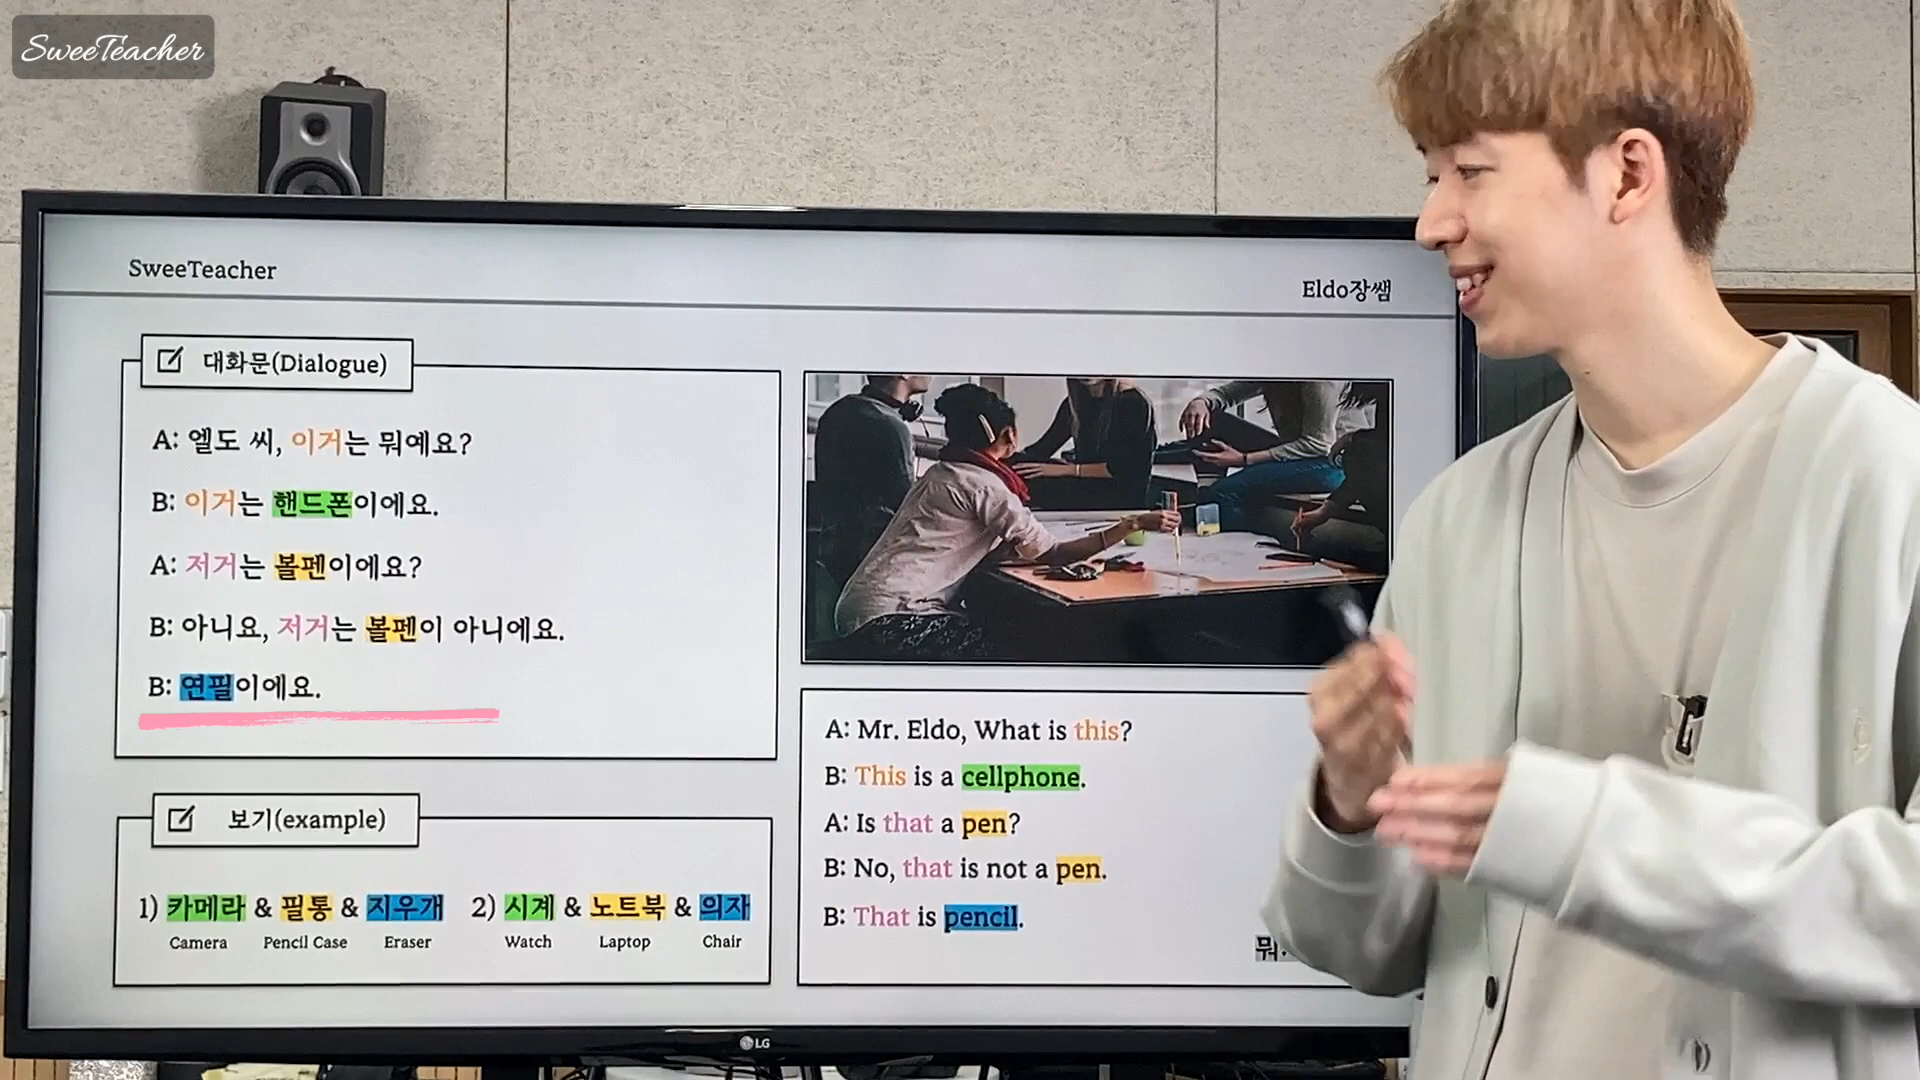 SweeTeacher
SweeTeacher
Eldo장쌤
대화문(Dialogue)
A: 엘도 씨, 이거는 뭐예요?
B: 이거는 핸드폰이에요.
A: 저거는 볼펜이에요?
B: 아니요, 저거는 볼펜이 아니에요.
B: 연필이에요.
보기(example)
1) 카메라 & 필통 & 지우개 2) 시계 & 노트북 & 의자
Camera Pencil Case Eraser Watch Laptop Chair
A: Mr. Eldo, What is this?
B: This is a cellphone.
A: Is that a pen?
B: No, that is not a pen.
B: That is pencil.
뭐
LG